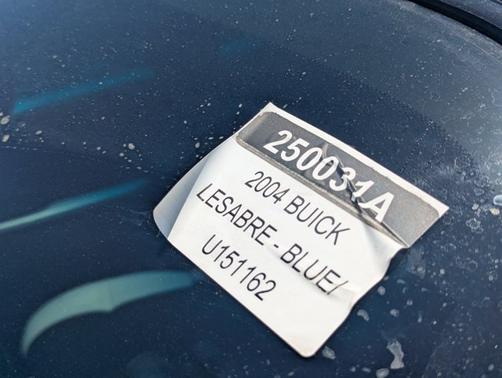 250031A
2004 BUICK
LESABRE - BLUE/
U151162